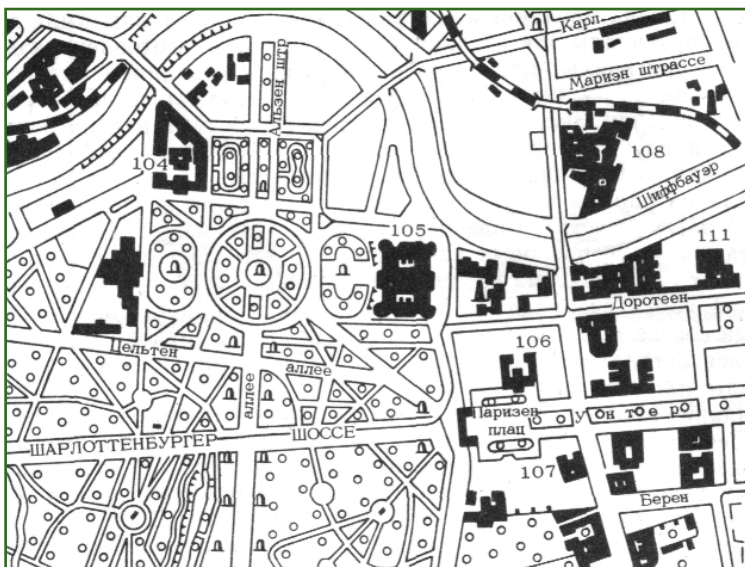 КАРЛ
МАРИЭН ШТРАССЕ
Альзен штр
104
108
Шиффбауэр
105
111
Доротеен
106
Цельтен
аллее
аллее
Паризен
плац
Унтер
ШАРЛОТТЕНБУРГЕР ШОССЕ
107
Берен